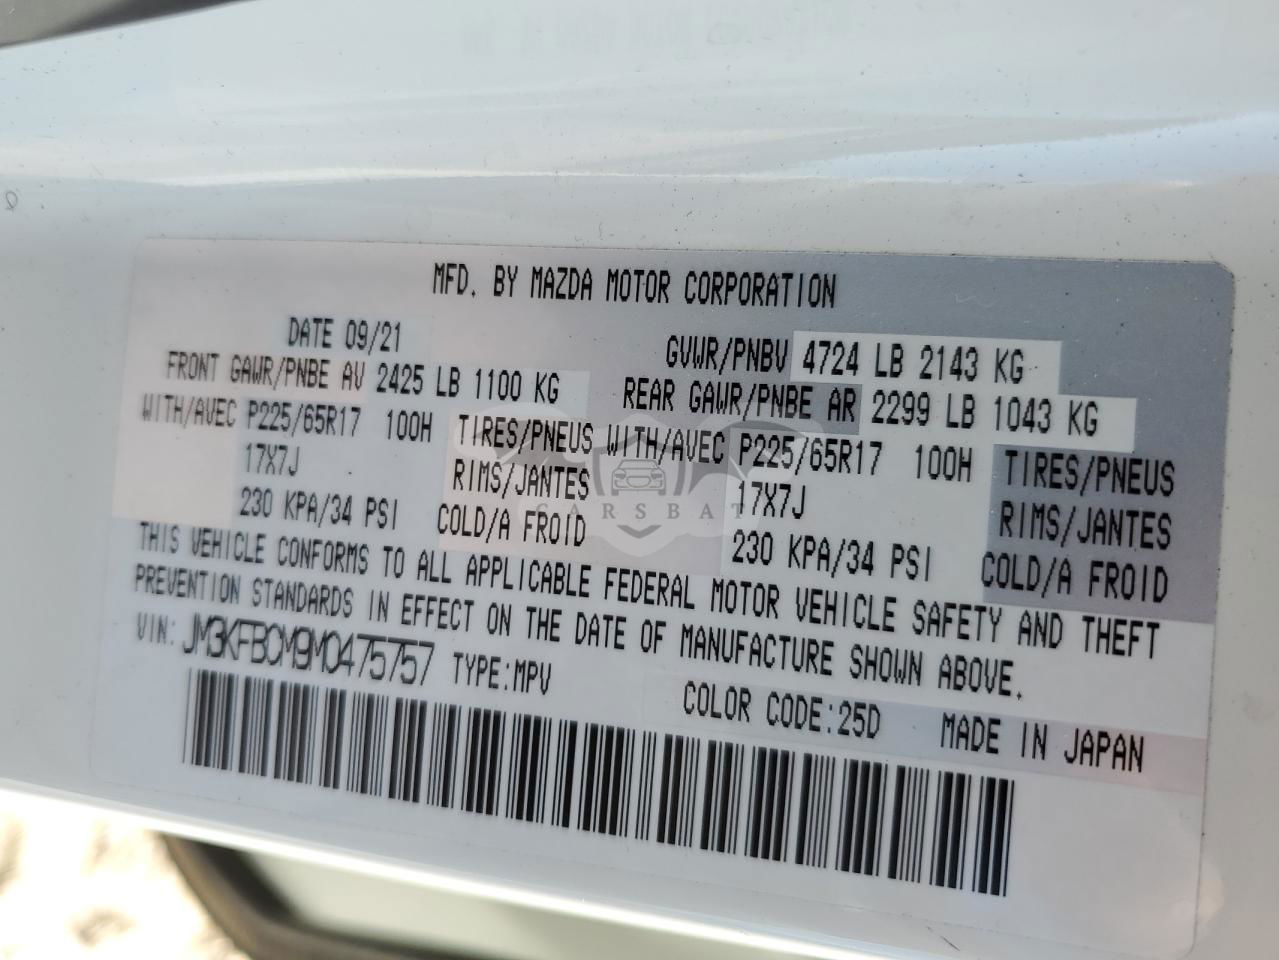 MFD. BY MAZDA MOTOR CORPORATION
DATE 09/21 GVWR/PNBV 4724 LB 2143 KG
FRONT GAWR/PNBE AV 2425 LB 1100 KG REAR GAWR/PNBE AR 2299 LB 1043 KG
WITH/AVEC P225/65R17 100H TIRES/PNEUS WITH/AVEC P225/65R17 100H TIRES/PNEUS
17X7J RIMS/JANTES 17X7J RIMS/JANTES
230 KPA/34 PSI COLD/A FROID 230 KPA/34 PSI COLD/A FROID
CARSBAT
THIS VEHICLE CONFORMS TO ALL APPLICABLE FEDERAL MOTOR VEHICLE SAFETY AND THEFT
PREVENTION STANDARDS IN EFFECT ON THE DATE OF MANUFACTURE SHOWN ABOVE.
VIN: JM3KFBCM9M0475757 TYPE:MPV
COLOR CODE:25D MADE IN JAPAN